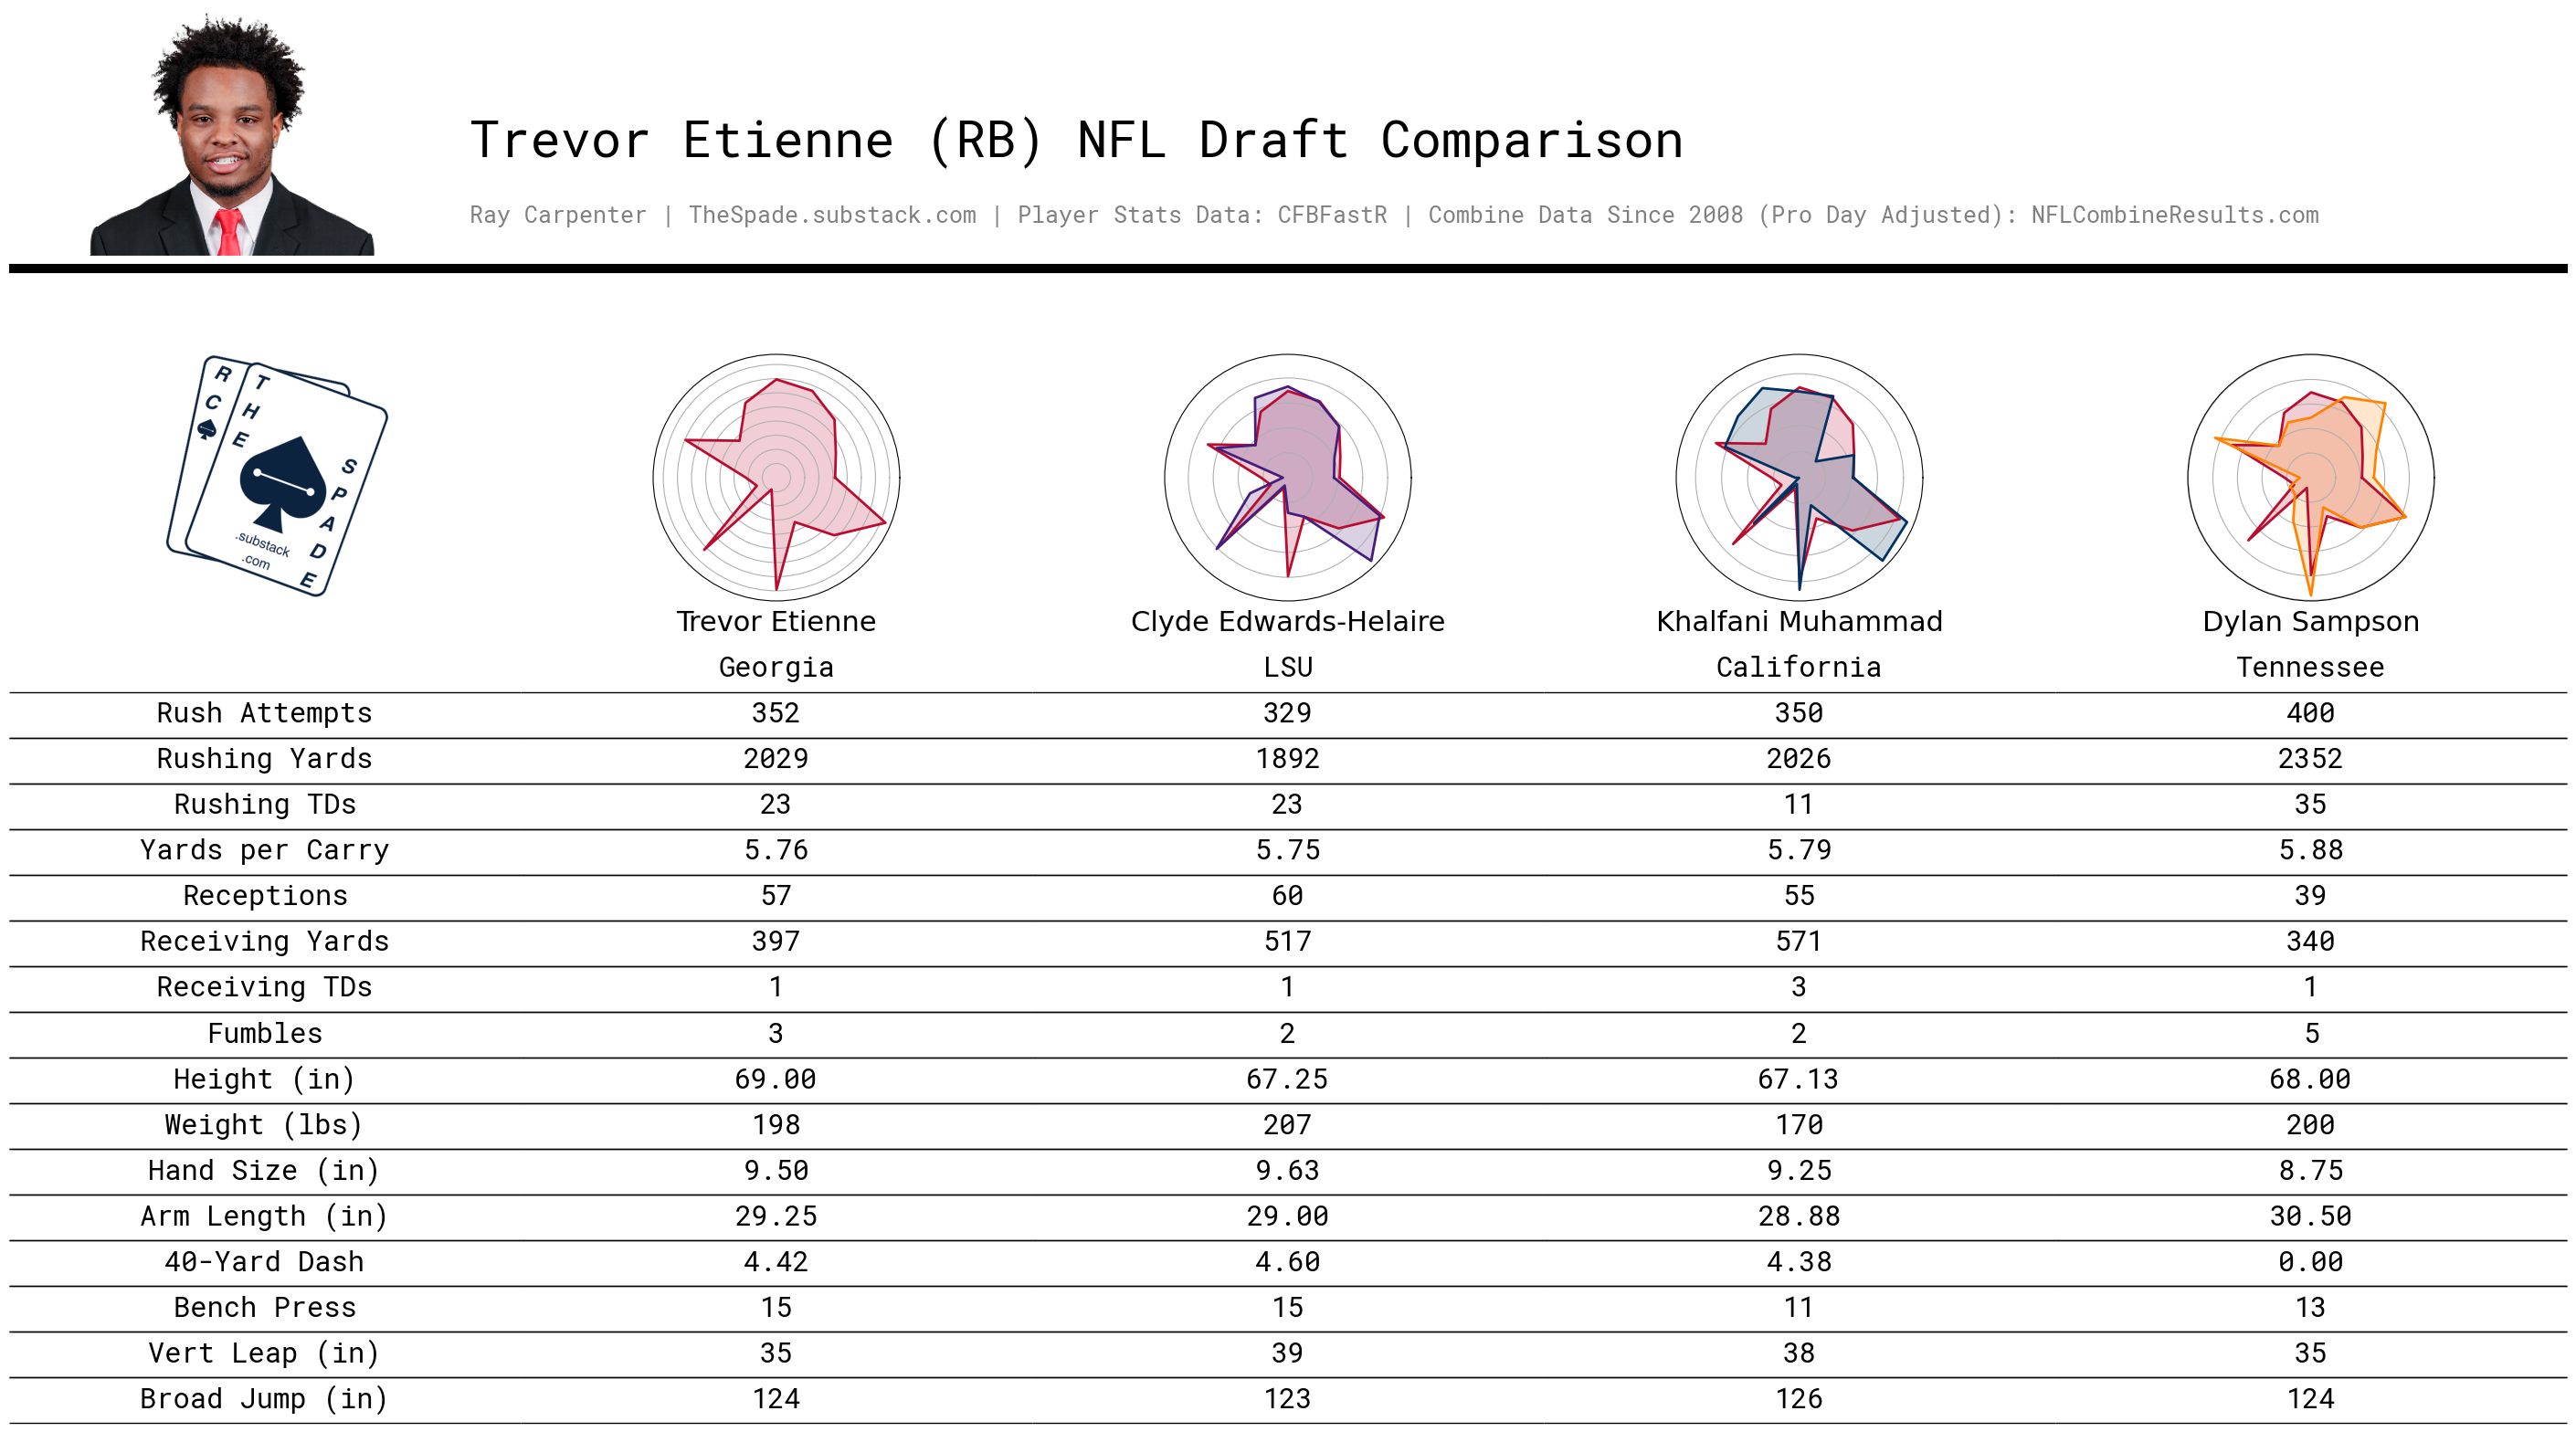 Trevor Etienne (RB) NFL Draft Comparison
Ray Carpenter | TheSpade.substack.com | Player Stats Data: CFBFastR | Combine Data Since 2008 (Pro Day Adjusted): NFLCombineResults.com
RC
THE
SPADE
.substack
.com
Trevor Etienne Clyde Edwards-Helaire Khalfani Muhammad Dylan Sampson
Georgia LSU California Tennessee
Rush Attempts 352 329 350 400
Rushing Yards 2029 1892 2026 2352
Rushing TDs 23 23 11 35
Yards per Carry 5.76 5.75 5.79 5.88
Receptions 57 60 55 39
Receiving Yards 397 517 571 340
Receiving TDs 1 1 3 1
Fumbles 3 2 2 5
Height (in) 69.00 67.25 67.13 68.00
Weight (lbs) 198 207 170 200
Hand Size (in) 9.50 9.63 9.25 8.75
Arm Length (in) 29.25 29.00 28.88 30.50
40-Yard Dash 4.42 4.60 4.38 0.00
Bench Press 15 15 11 13
Vert Leap (in) 35 39 38 35
Broad Jump (in) 124 123 126 124